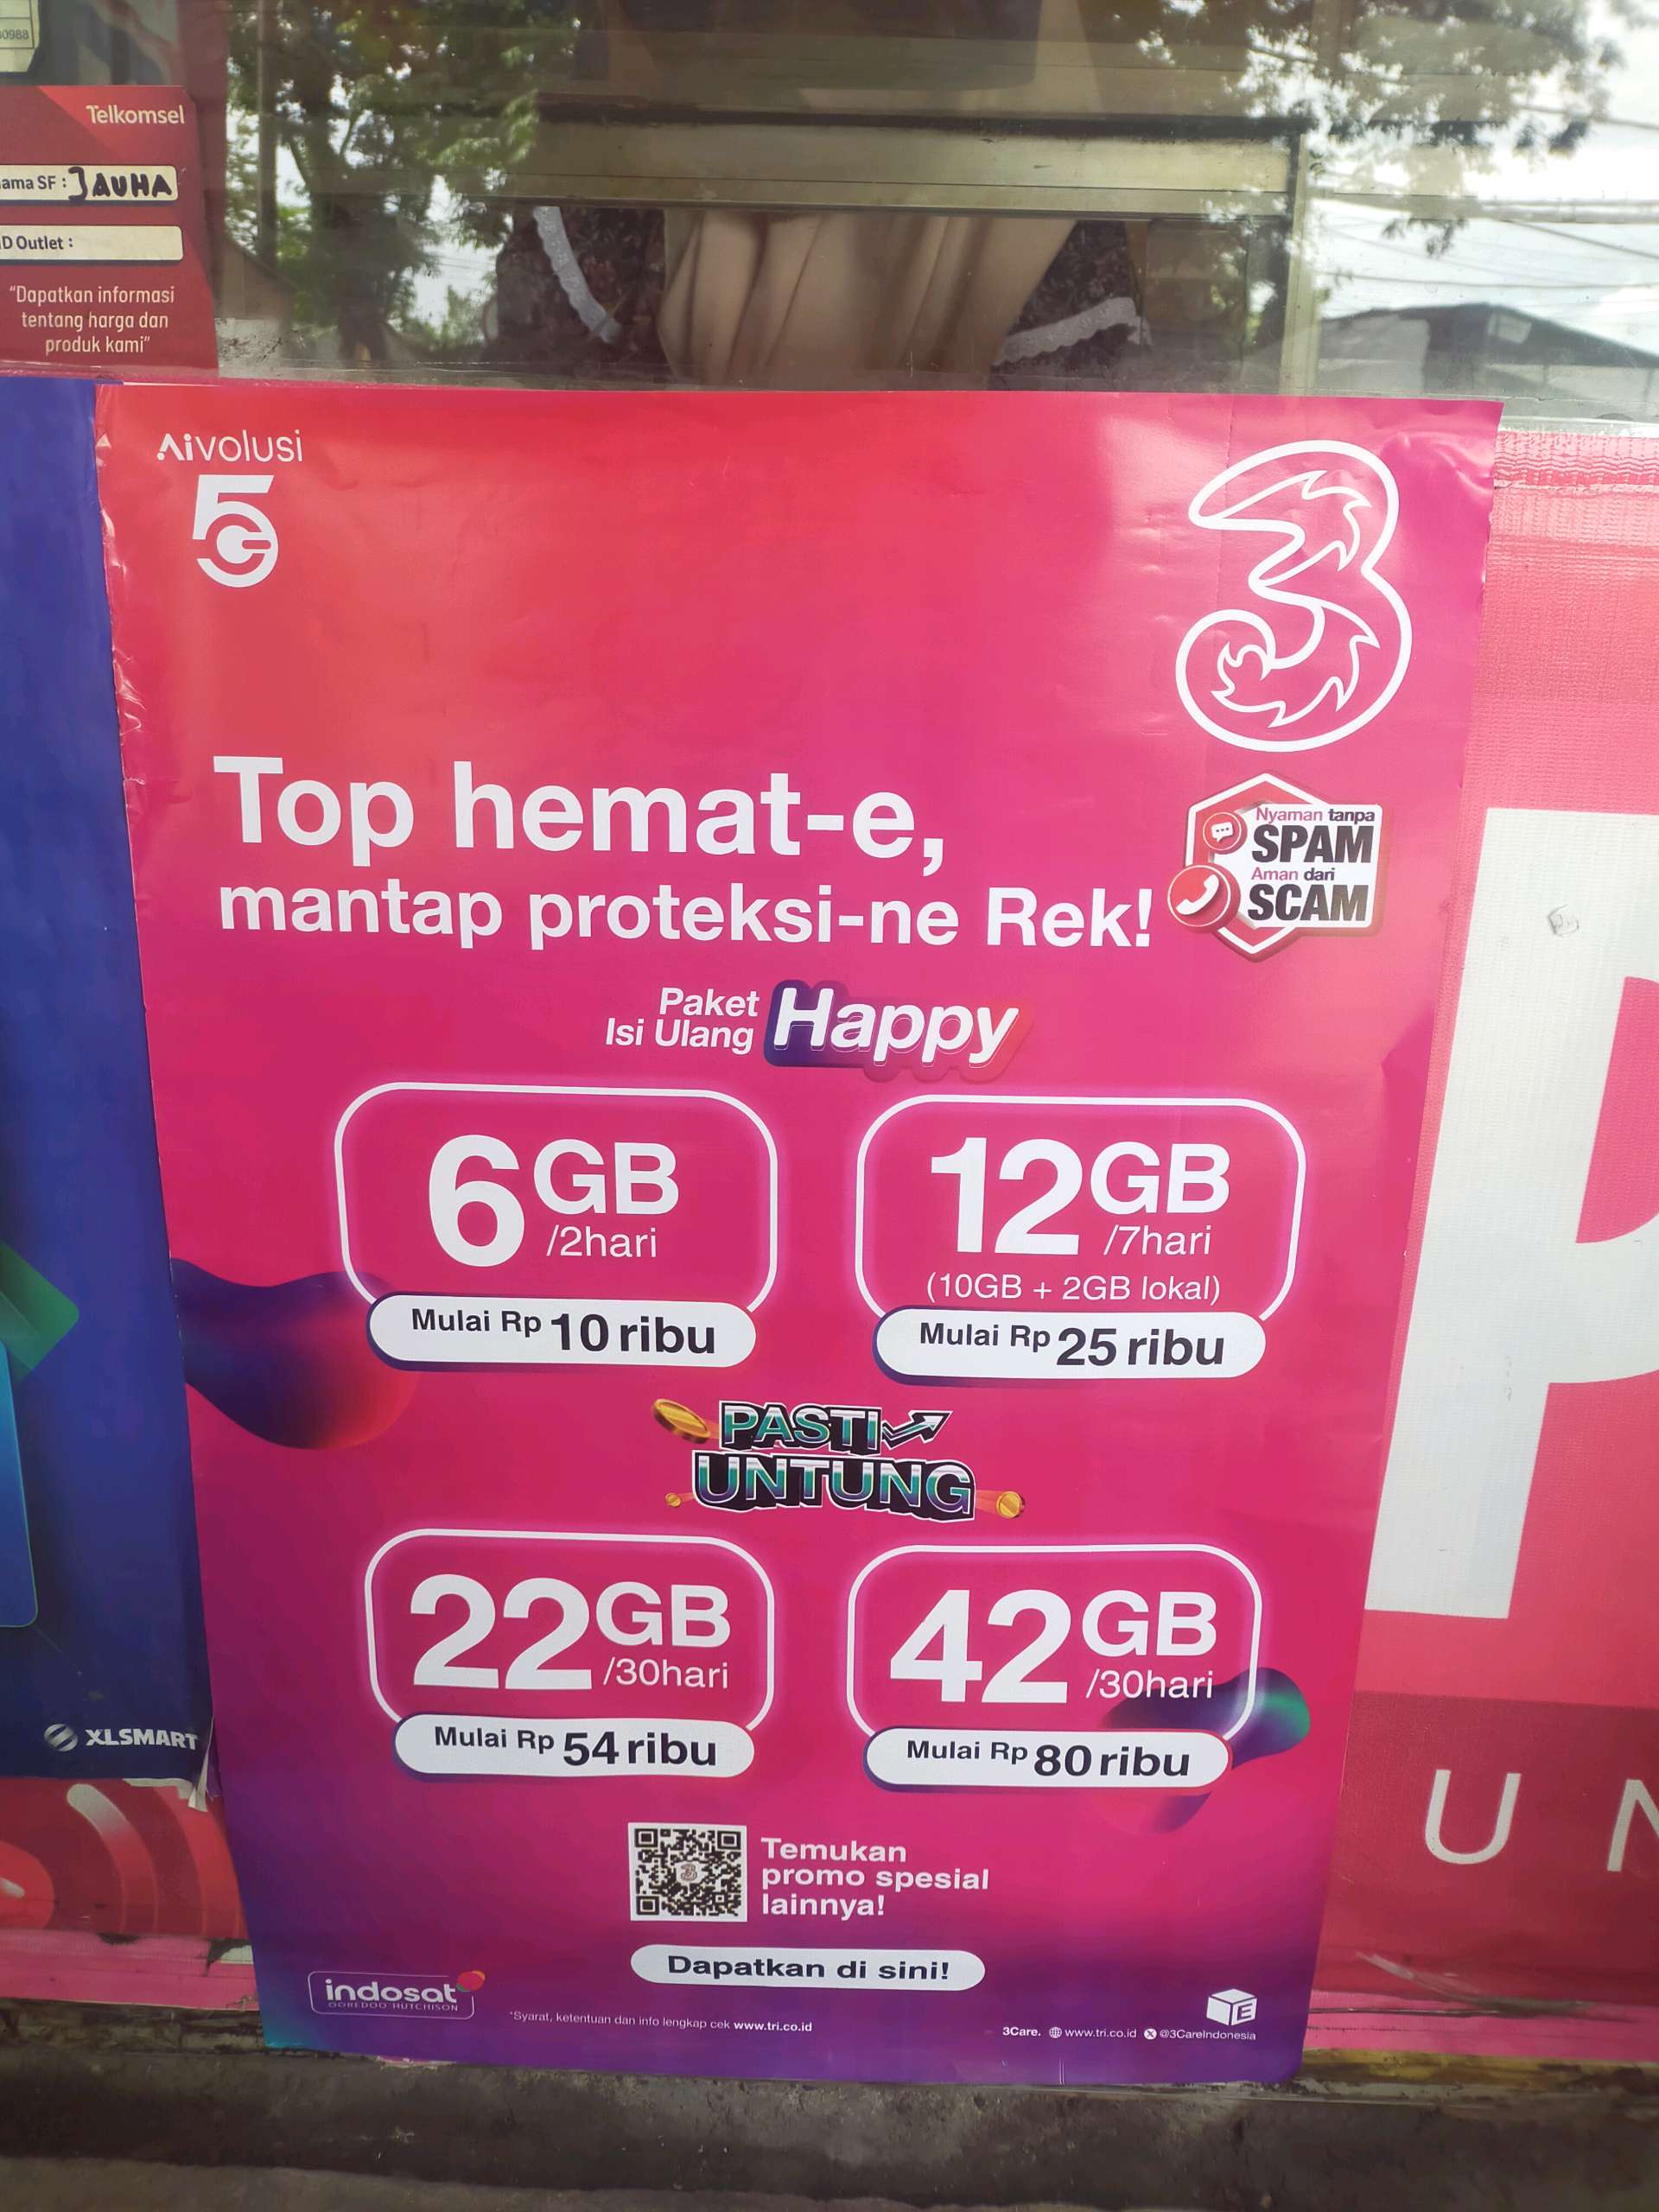 0988
Telkomsel
ama SF : JAUHA
D Outlet :
"Dapatkan informasi
tentang harga dan
produk kami"
Aivolusi
5G
3
Top hemat-e,
mantap proteksi-ne Rek!
Nyaman tanpa
SPAM
Aman dari
SCAM
Paket
Isi Ulang
Happy
6GB
/2hari
Mulai Rp 10 ribu
12GB
/7hari
(10GB + 2GB lokal)
Mulai Rp 25 ribu
PASTI
UNTUNG
22GB
/30hari
Mulai Rp 54 ribu
42GB
/30hari
Mulai Rp 80 ribu
XLSMART
Temukan
promo spesial
lainnya!
Dapatkan di sini!
indosat
OOREDOO HUTCHISON
*Syarat, ketentuan dan info lengkap cek www.tri.co.id
E
3Care. www.tri.co.id @3CareIndonesia
P
U N